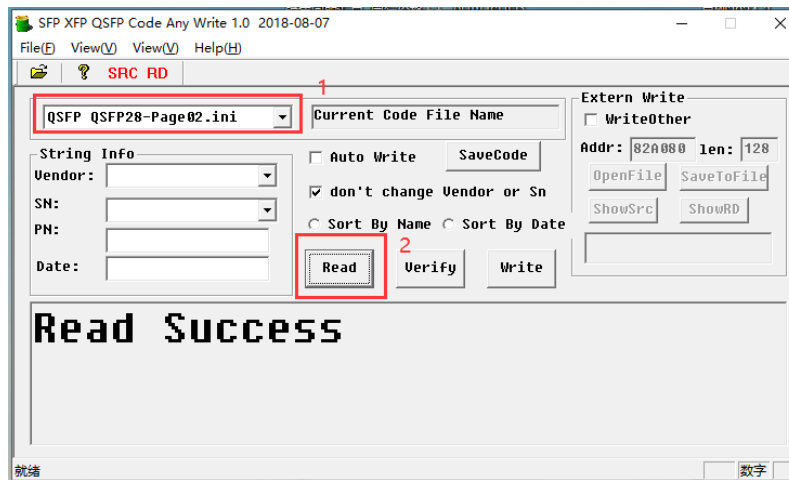 SFP XFP QSFP Code Any Write 1.0 2018-08-07
File(F) View(V) View(V) Help(H)
SRC RD
1
QSFP QSFP28-Page02.ini
Current Code File Name
Extern Write
WriteOther
Addr: 82A080 len: 128
OpenFile SaveToFile
ShowSrc ShowRD
String Info
Vendor:
SN:
PN:
Date:
Auto Write SaveCode
don't change Vendor or Sn
Sort By Name Sort By Date
2
Read Verify Write
Read Success
就绪 数字